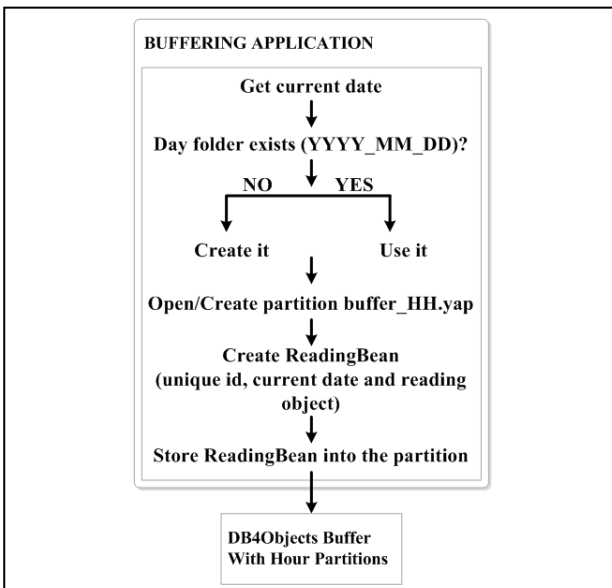 BUFFERING APPLICATION
Get current date
Day folder exists (YYYY_MM_DD)?
NO YES
Create it Use it
Open/Create partition buffer_HH.yap
Create ReadingBean
(unique id, current date and reading
object)
Store ReadingBean into the partition
DB4Objects Buffer
With Hour Partitions